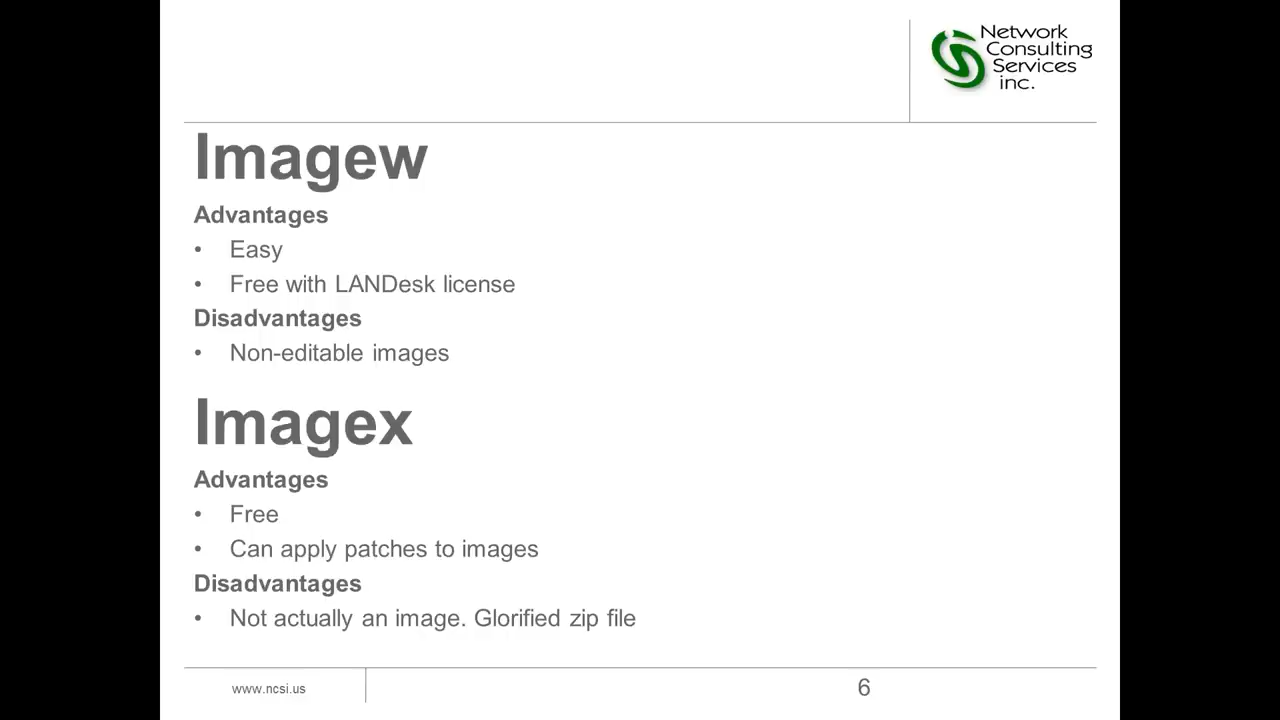 Network
Consulting
Services
inc.
Imagew
Advantages
• Easy
• Free with LANDesk license
Disadvantages
• Non-editable images
Imagex
Advantages
• Free
• Can apply patches to images
Disadvantages
• Not actually an image. Glorified zip file
www.ncsi.us
6